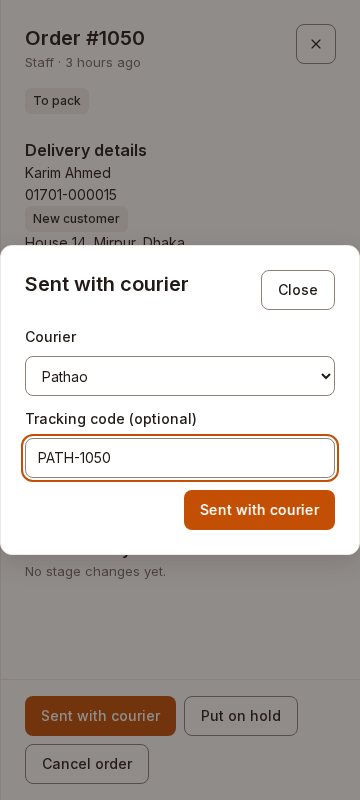 Order #1050
×
Staff · 3 hours ago
To pack
Delivery details
Karim Ahmed
01701-000015
New customer
House 14, Mirpur, Dhaka
Sent with courier
Close
Courier
Pathao
Tracking code (optional)
PATH-1050
Sent with courier
No stage changes yet.
Sent with courier
Put on hold
Cancel order